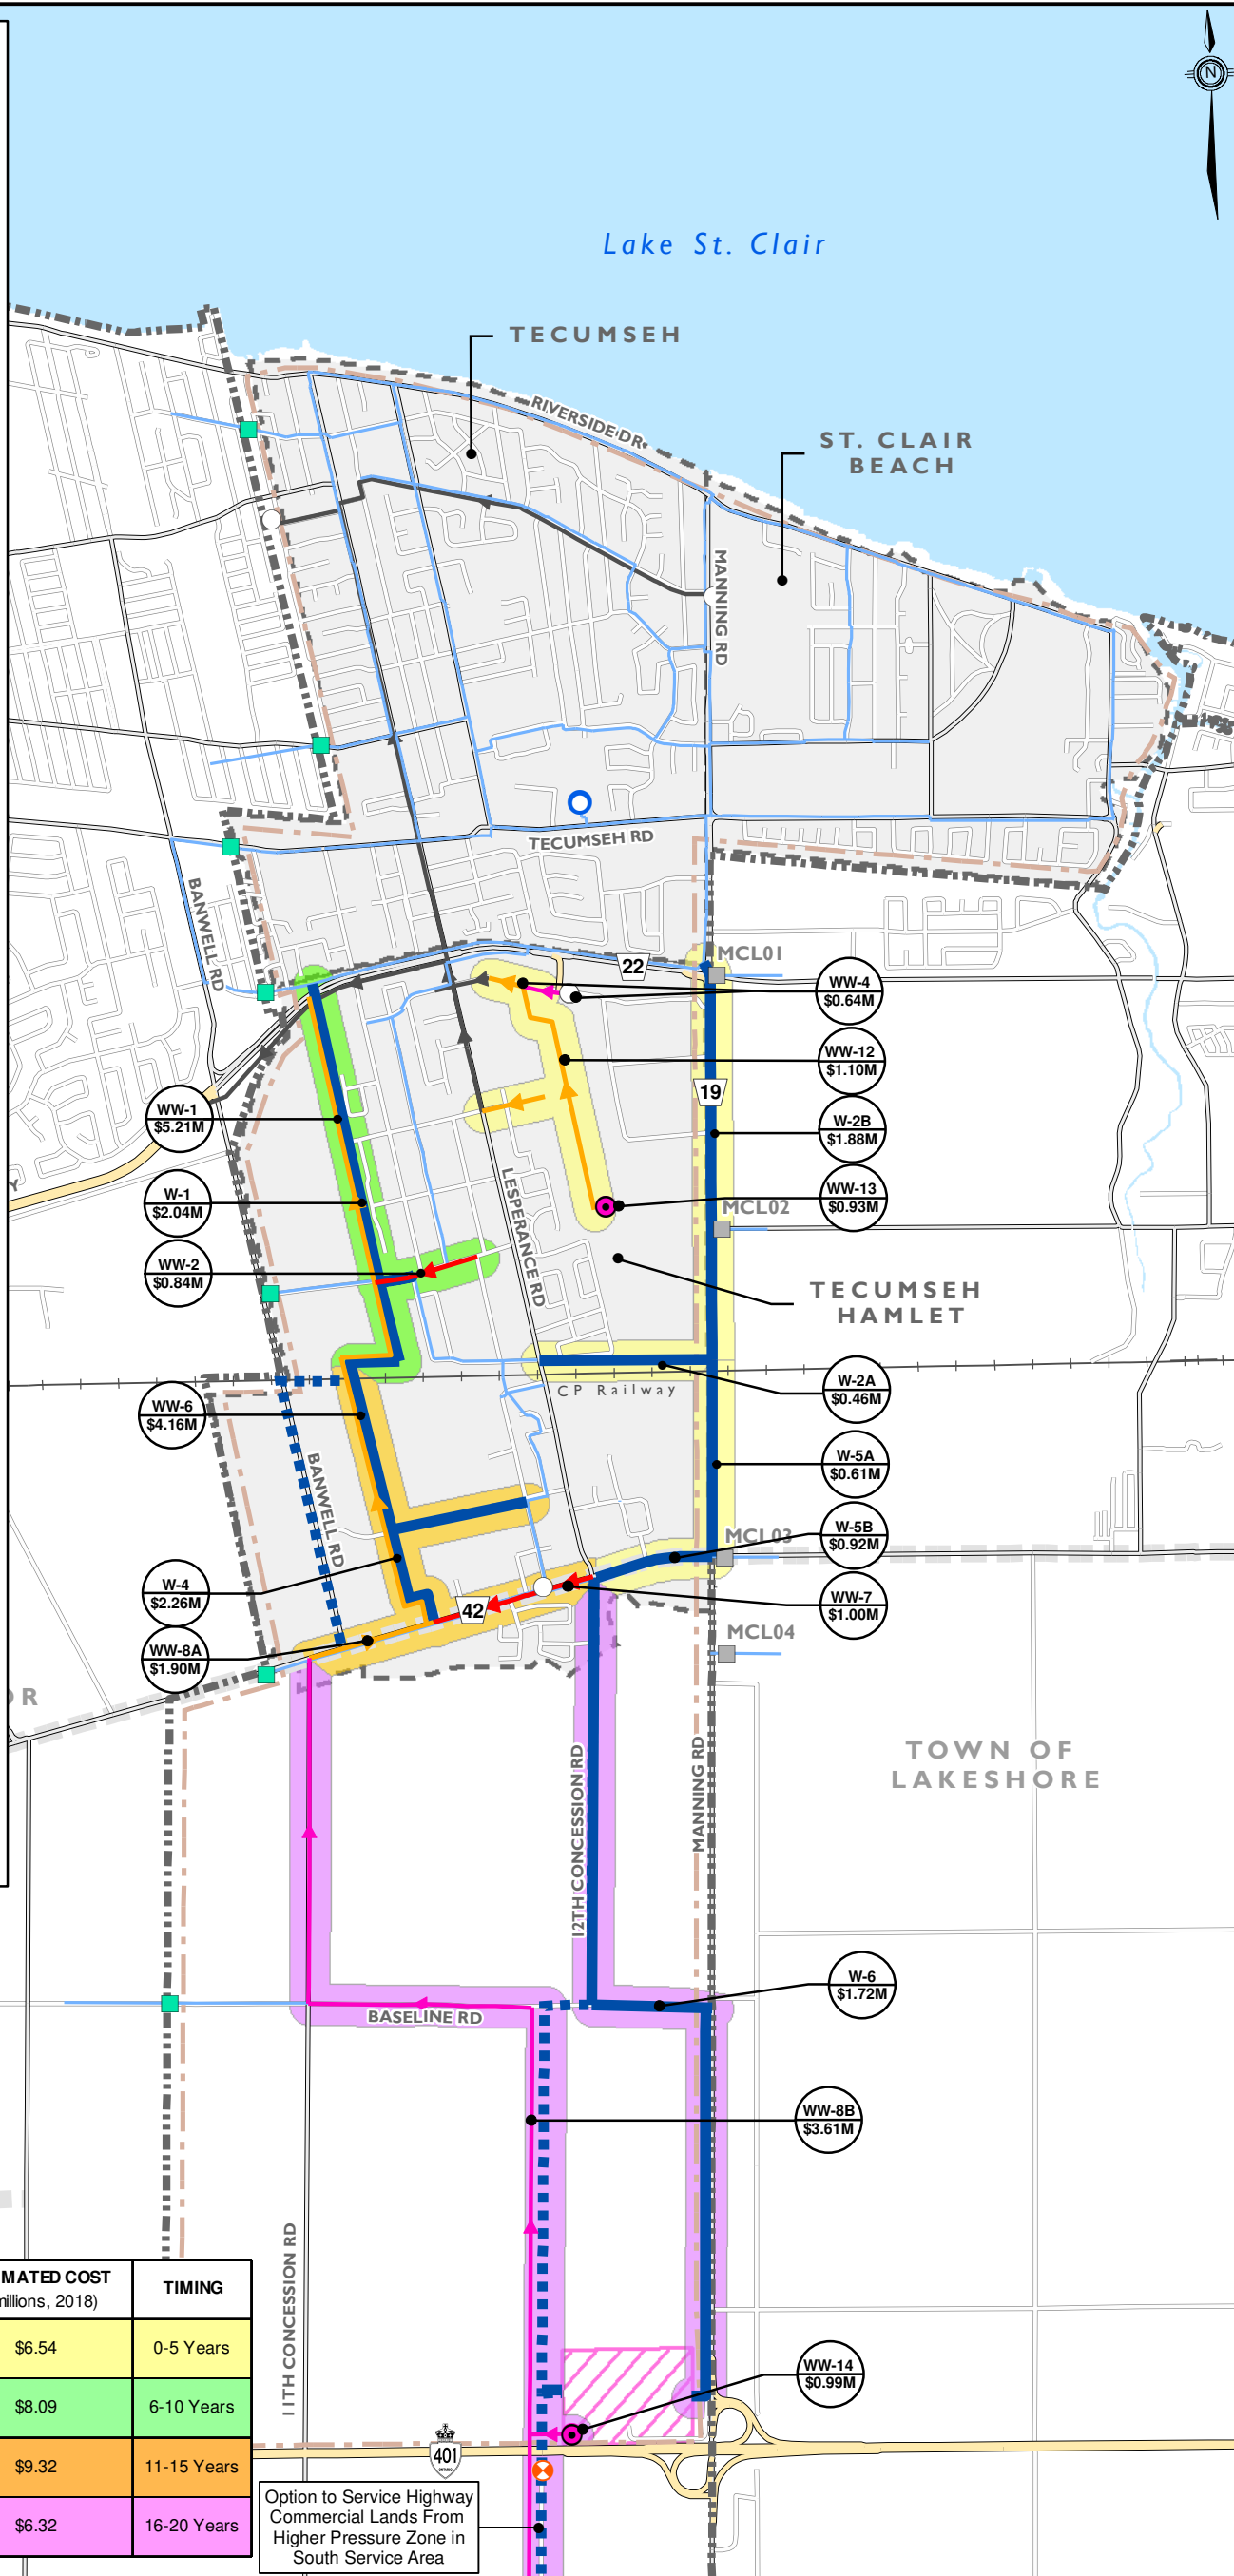 N
Lake St. Clair
TECUMSEH
RIVERSIDE DR
ST. CLAIR
BEACH
MANNING RD
TECUMSEH RD
BANWELL RD
22
MCL01
WW-4
$0.64M
WW-12
$1.10M
19
WW-1
$5.21M
W-2B
$1.88M
LESPERANCE RD
W-1
$2.04M
WW-13
$0.93M
MCL02
WW-2
$0.84M
TECUMSEH
HAMLET
CP Railway
W-2A
$0.46M
WW-6
$4.16M
BANWELL RD
W-5A
$0.61M
MCL03
W-5B
$0.92M
W-4
$2.26M
42
WW-7
$1.00M
WW-8A
$1.90M
MCL04
OR
TOWN OF
LAKESHORE
12TH CONCESSION RD
MANNING RD
W-6
$1.72M
BASELINE RD
WW-8B
$3.61M
11TH CONCESSION RD
MATED COST
millions, 2018)
TIMING
$6.54
0-5 Years
$8.09
6-10 Years
$9.32
11-15 Years
$6.32
16-20 Years
WW-14
$0.99M
401
ONTARIO
Option to Service Highway
Commercial Lands From
Higher Pressure Zone in
South Service Area